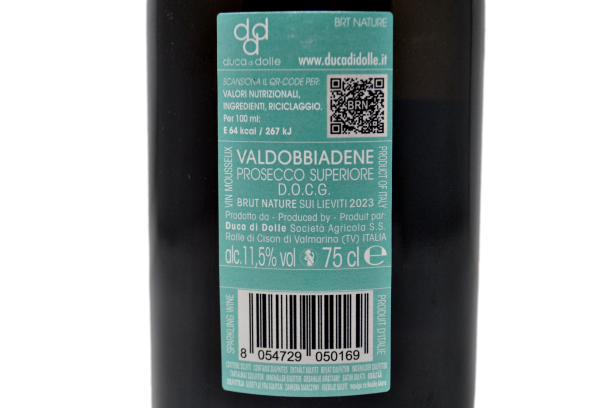 BRT NATURE
ddd
duca di dolle
www.ducadidolle.it
SCANSIONA IL QR-CODE PER:
VALORI NUTRIZIONALI,
INGREDIENTI, RICICLAGGIO.
Per 100 ml:
E 64 kcal / 267 kJ
BRN
VIN MOUSSEUX
PRODUCT OF ITALY
VALDOBBIADENE
PROSECCO SUPERIORE
D.O.C.G.
BRUT NATURE SUI LIEVITI 2023
Prodotto da - Produced by - Produit par:
Duca di Dolle Società Agricola S.S.
Rolle di Cison di Valmarino (TV) ITALIA
alc.11,5% vol 75 cl e
SPARKLING WINE
PRODUIT D'ITALIE
8 054729 050169